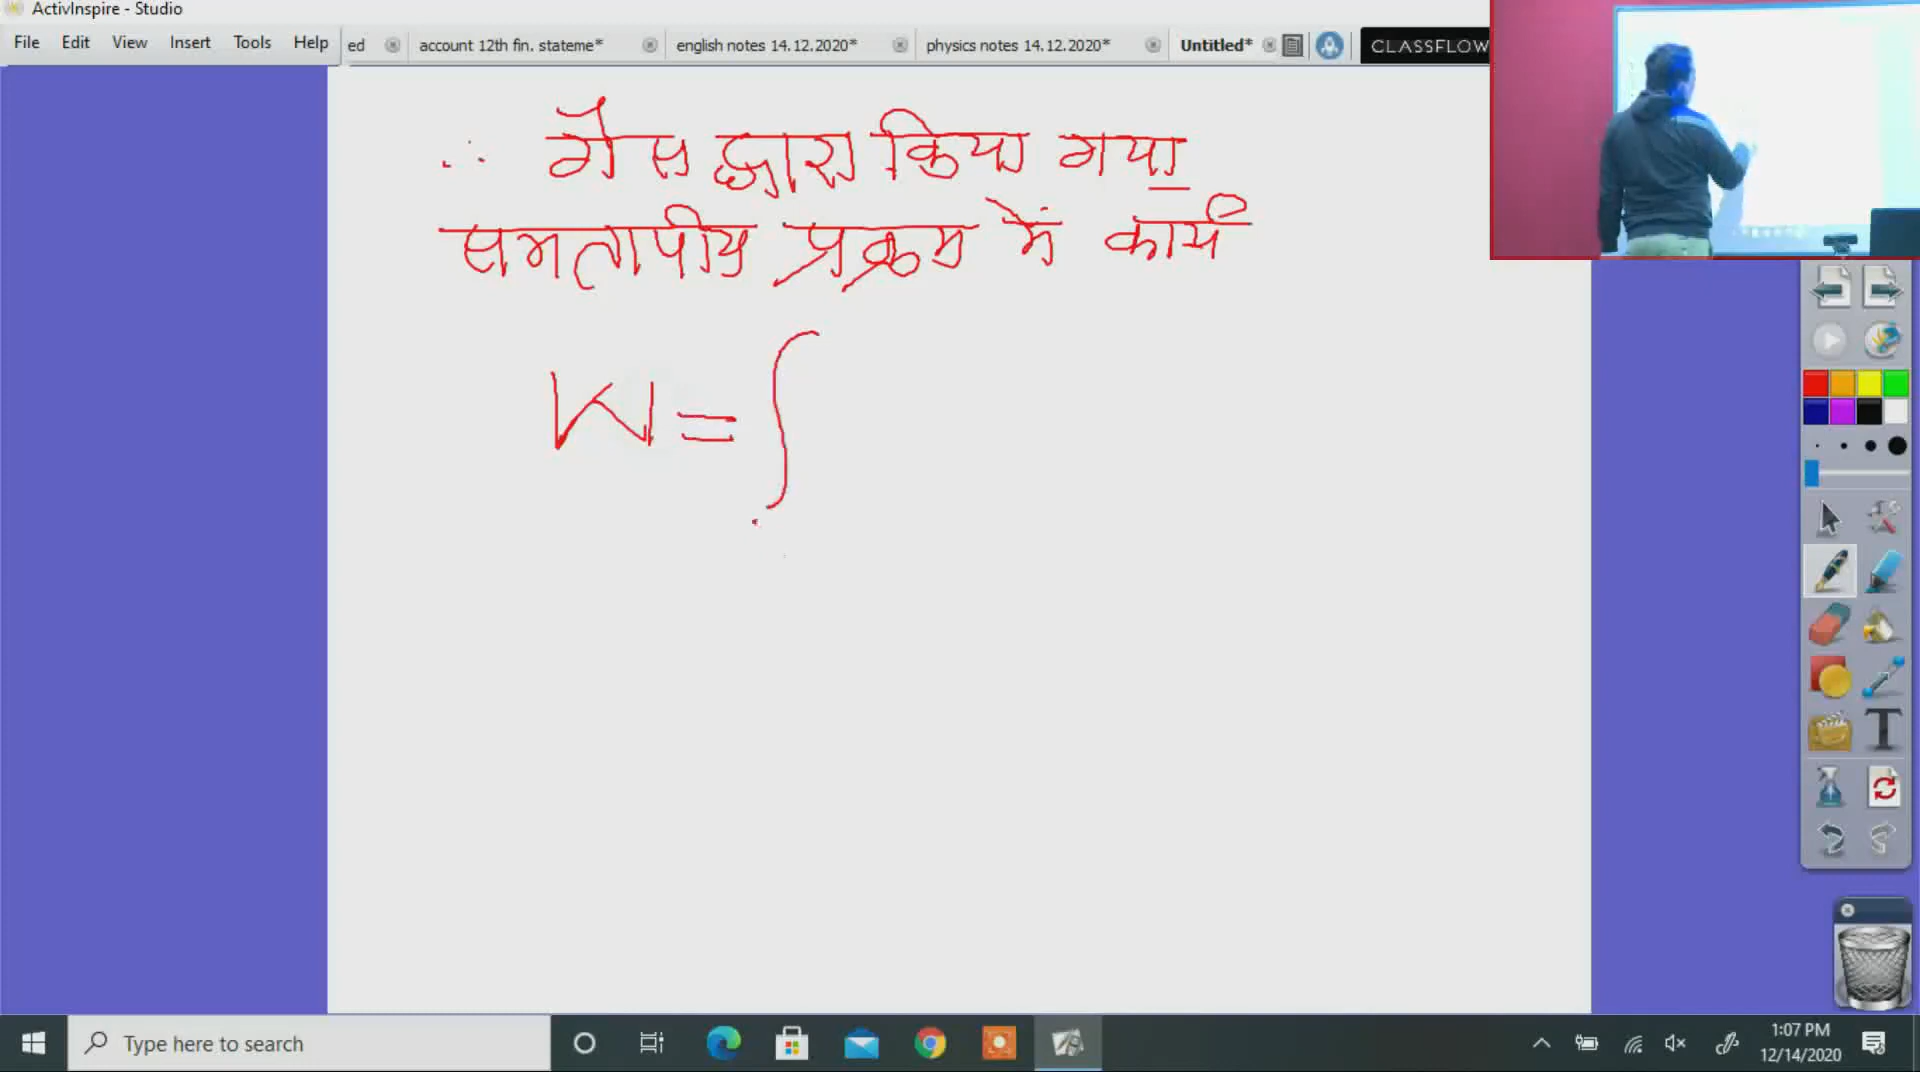 ActivInspire - Studio
File Edit View Insert Tools Help
ed account 12th fin. stateme* english notes 14.12.2020* physics notes 14.12.2020* Untitled* CLASSFLOW
∴ गैस द्वारा किया गया
समतापीय प्रक्रम में कार्य
W = ∫
T
Type here to search
1:07 PM
12/14/2020